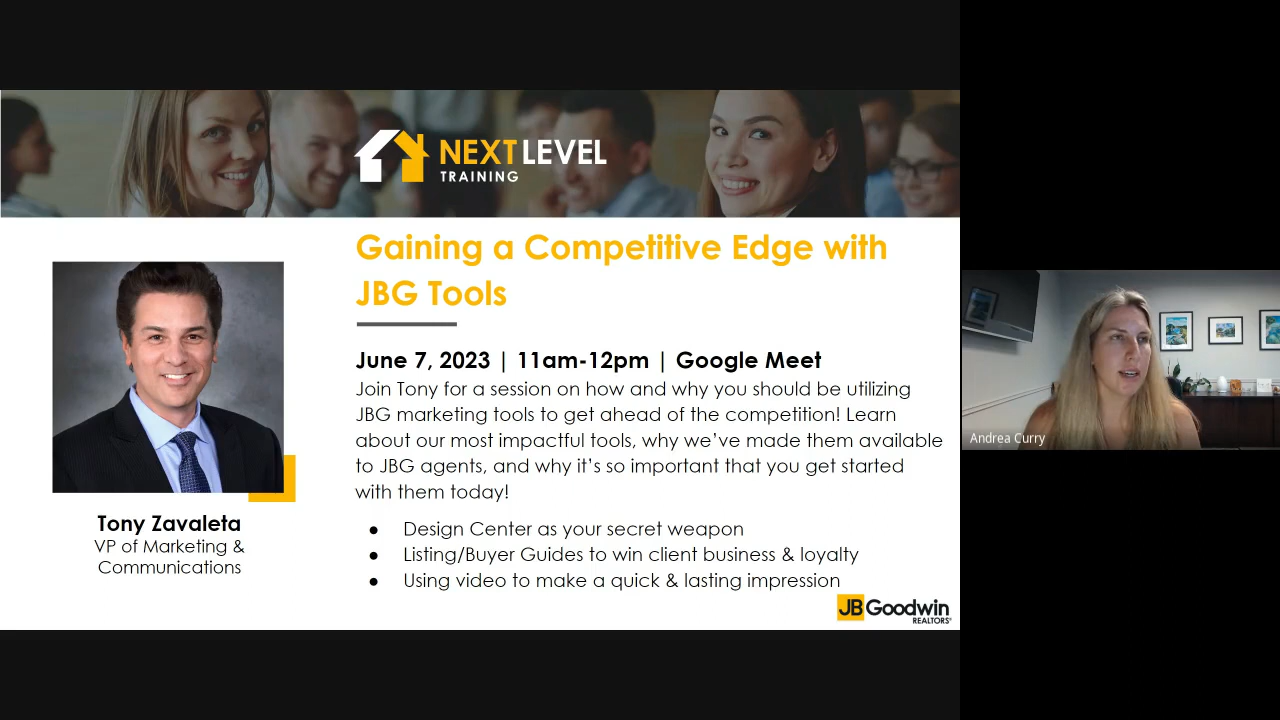 NEXT LEVEL
TRAINING
Gaining a Competitive Edge with
JBG Tools
June 7, 2023 | 11am-12pm | Google Meet
Join Tony for a session on how and why you should be utilizing
JBG marketing tools to get ahead of the competition! Learn
about our most impactful tools, why we've made them available
to JBG agents, and why it's so important that you get started
with them today!
● Design Center as your secret weapon
● Listing/Buyer Guides to win client business & loyalty
● Using video to make a quick & lasting impression
Tony Zavaleta
VP of Marketing &
Communications
JB Goodwin
REALTORS®
Andrea Curry